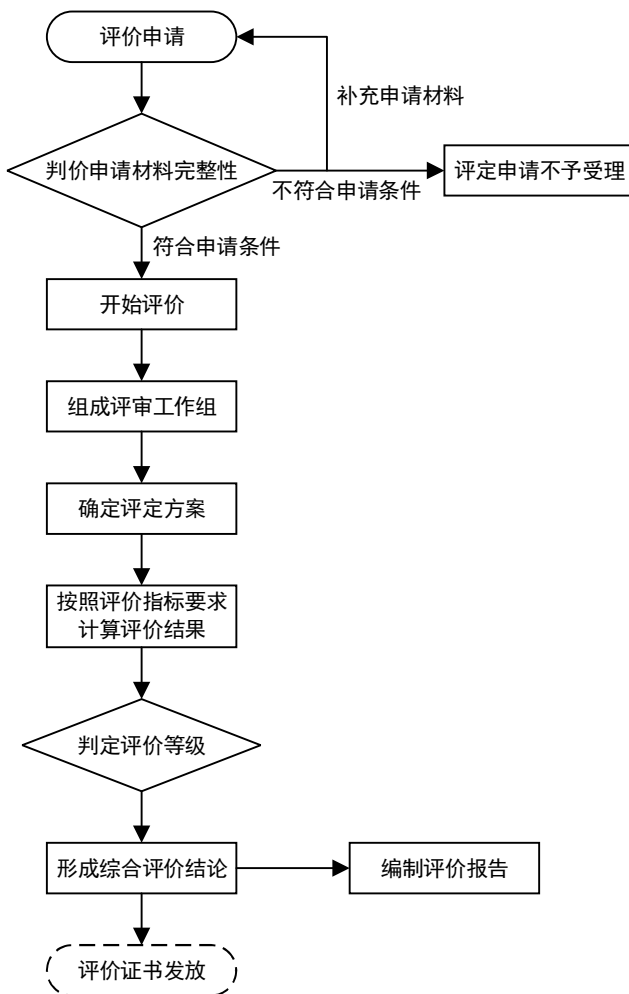 评价申请
补充申请材料
判价申请材料完整性
评定申请不予受理
不符合申请条件
符合申请条件
开始评价
组成评审工作组
确定评定方案
按照评价指标要求
计算评价结果
判定评价等级
形成综合评价结论
编制评价报告
评价证书发放